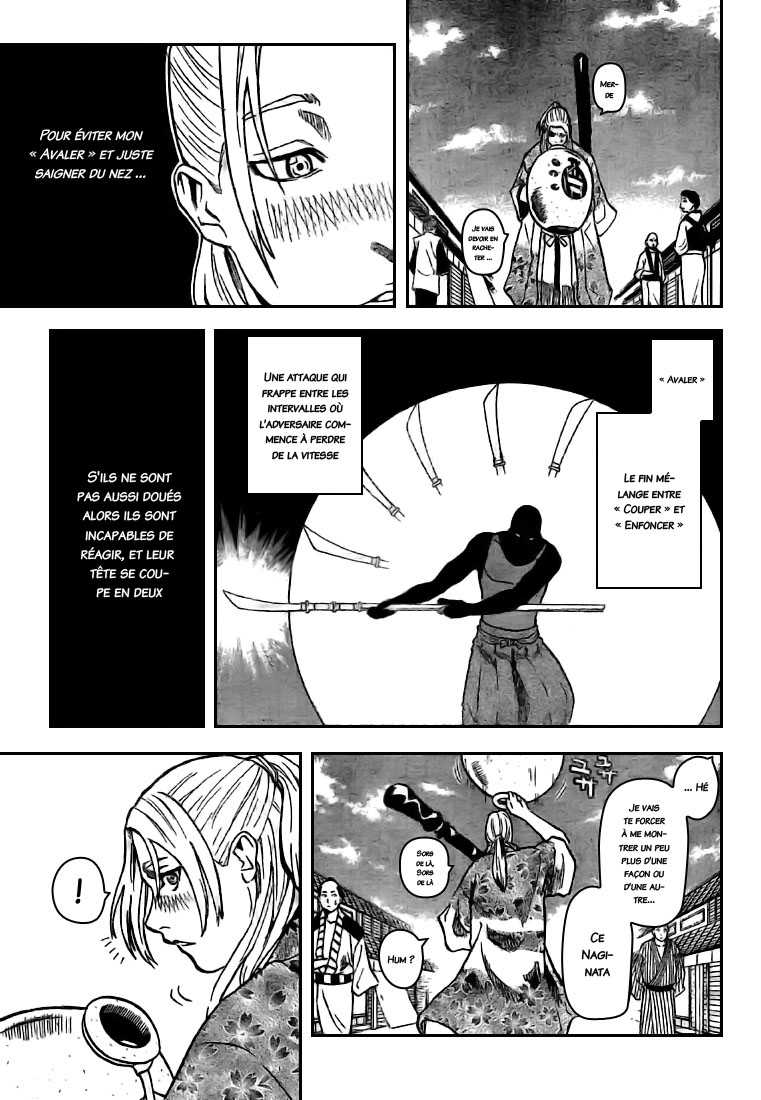 MER-
DE
JE VAIS
DEVOIR EN
RACHE-
TER ...
POUR ÉVITER MON
« AVALER » ET JUSTE
SAIGNER DU NEZ ...
« AVALER »
LE FIN MÉ-
LANGE ENTRE
« COUPER » ET
« ENFONCER »
UNE ATTAQUE QUI
FRAPPE ENTRE LES
INTERVALLES OÙ
L'ADVERSAIRE COM-
MENCE À PERDRE
DE LA VITESSE
S'ILS NE SONT
PAS AUSSI DOUÉS
ALORS ILS SONT
INCAPABLES DE
RÉAGIR, ET LEUR
TÊTE SE COU-
PE EN DEUX
... HÉ
JE VAIS
TE FORCER
À ME MON-
TRER UN PEU
PLUS D'UNE
FAÇON OU
D'UNE AU-
TRE...
CE
NAGI-
NATA
SORS
DE LÀ,
SORS
DE LÀ
HUM ?
!